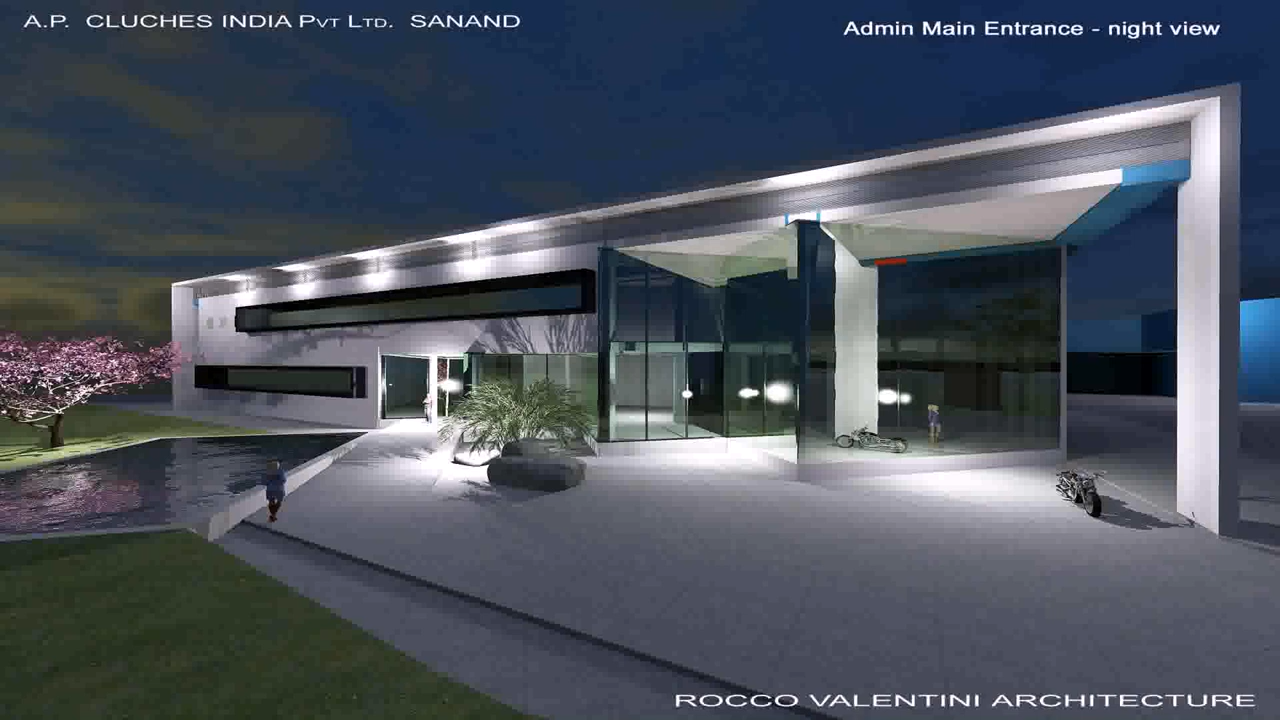 A.P. CLUCHES INDIA PVT LTD. SANAND
Admin Main Entrance - night view
ROCCO VALENTINI ARCHITECTURE